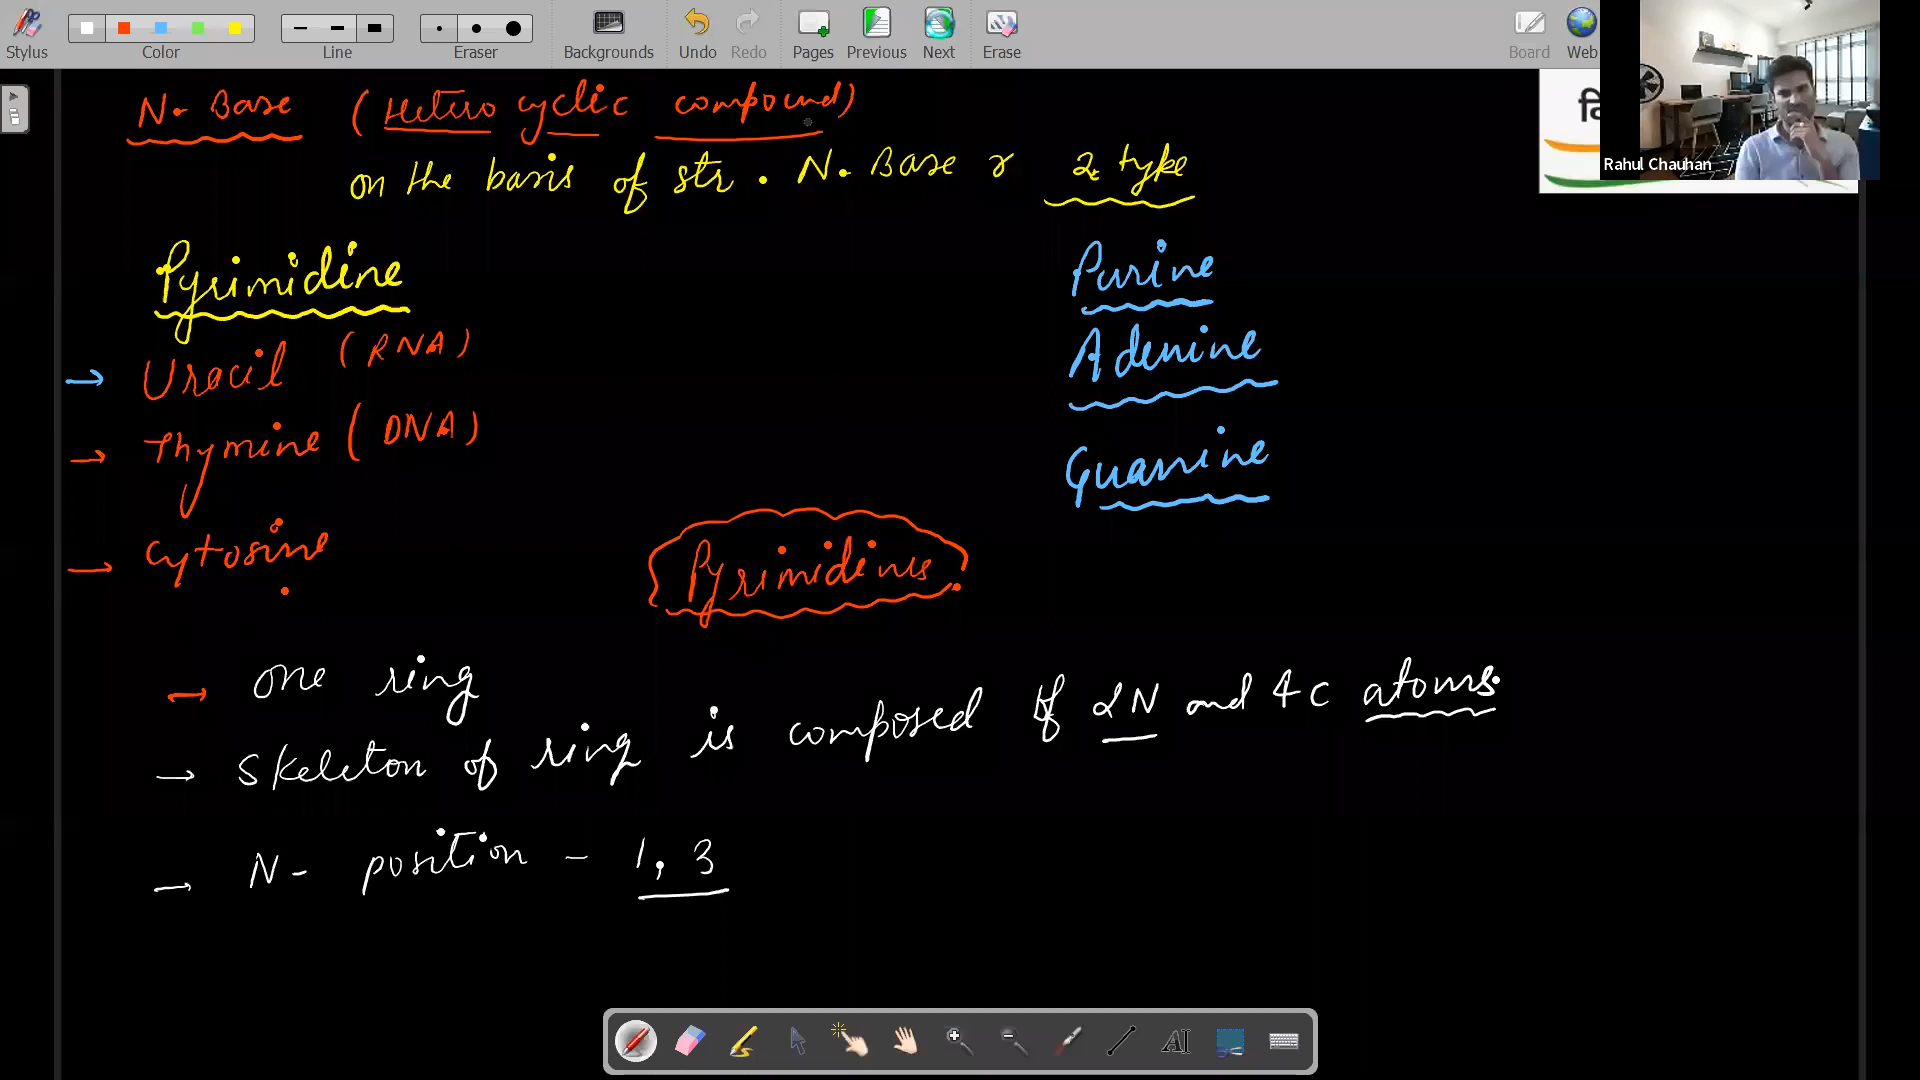 Stylus Color Line Eraser Backgrounds Undo Redo Pages Previous Next Erase Board Web
N. Base (Hetero cyclic compound)
on the basis of str. N. Base r 2 type
Rahul Chauhan
Pyrimidine
→ Uracil (RNA)
→ Thymine (DNA)
→ Cytosine
Purine
Adenine
Guanine
Pyrimidines
→ One ring
→ Skeleton of ring is composed of 2N and 4C atoms.
→ N- position - 1, 3